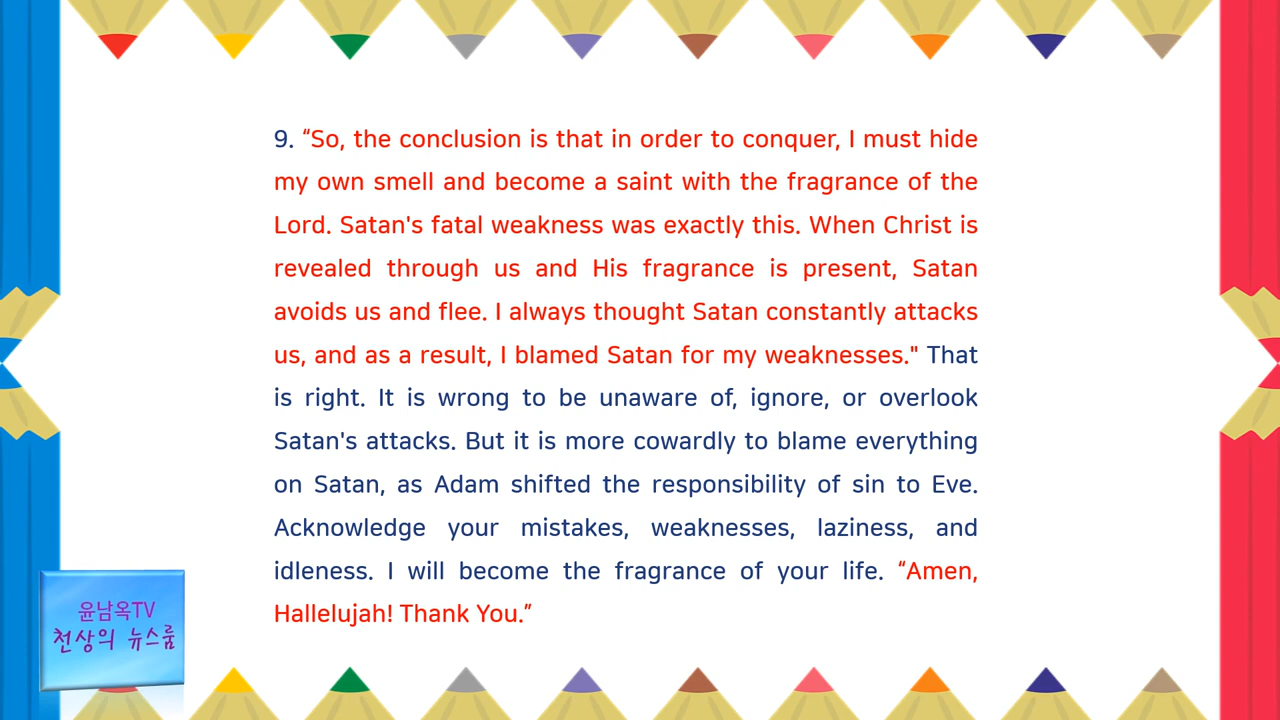 9. “So, the conclusion is that in order to conquer, I must hide
my own smell and become a saint with the fragrance of the
Lord. Satan's fatal weakness was exactly this. When Christ is
revealed through us and His fragrance is present, Satan
avoids us and flee. I always thought Satan constantly attacks
us, and as a result, I blamed Satan for my weaknesses." That
is right. It is wrong to be unaware of, ignore, or overlook
Satan's attacks. But it is more cowardly to blame everything
on Satan, as Adam shifted the responsibility of sin to Eve.
Acknowledge your mistakes, weaknesses, laziness, and
idleness. I will become the fragrance of your life. “Amen,
Hallelujah! Thank You.”
윤남옥TV
천상의 뉴스룸